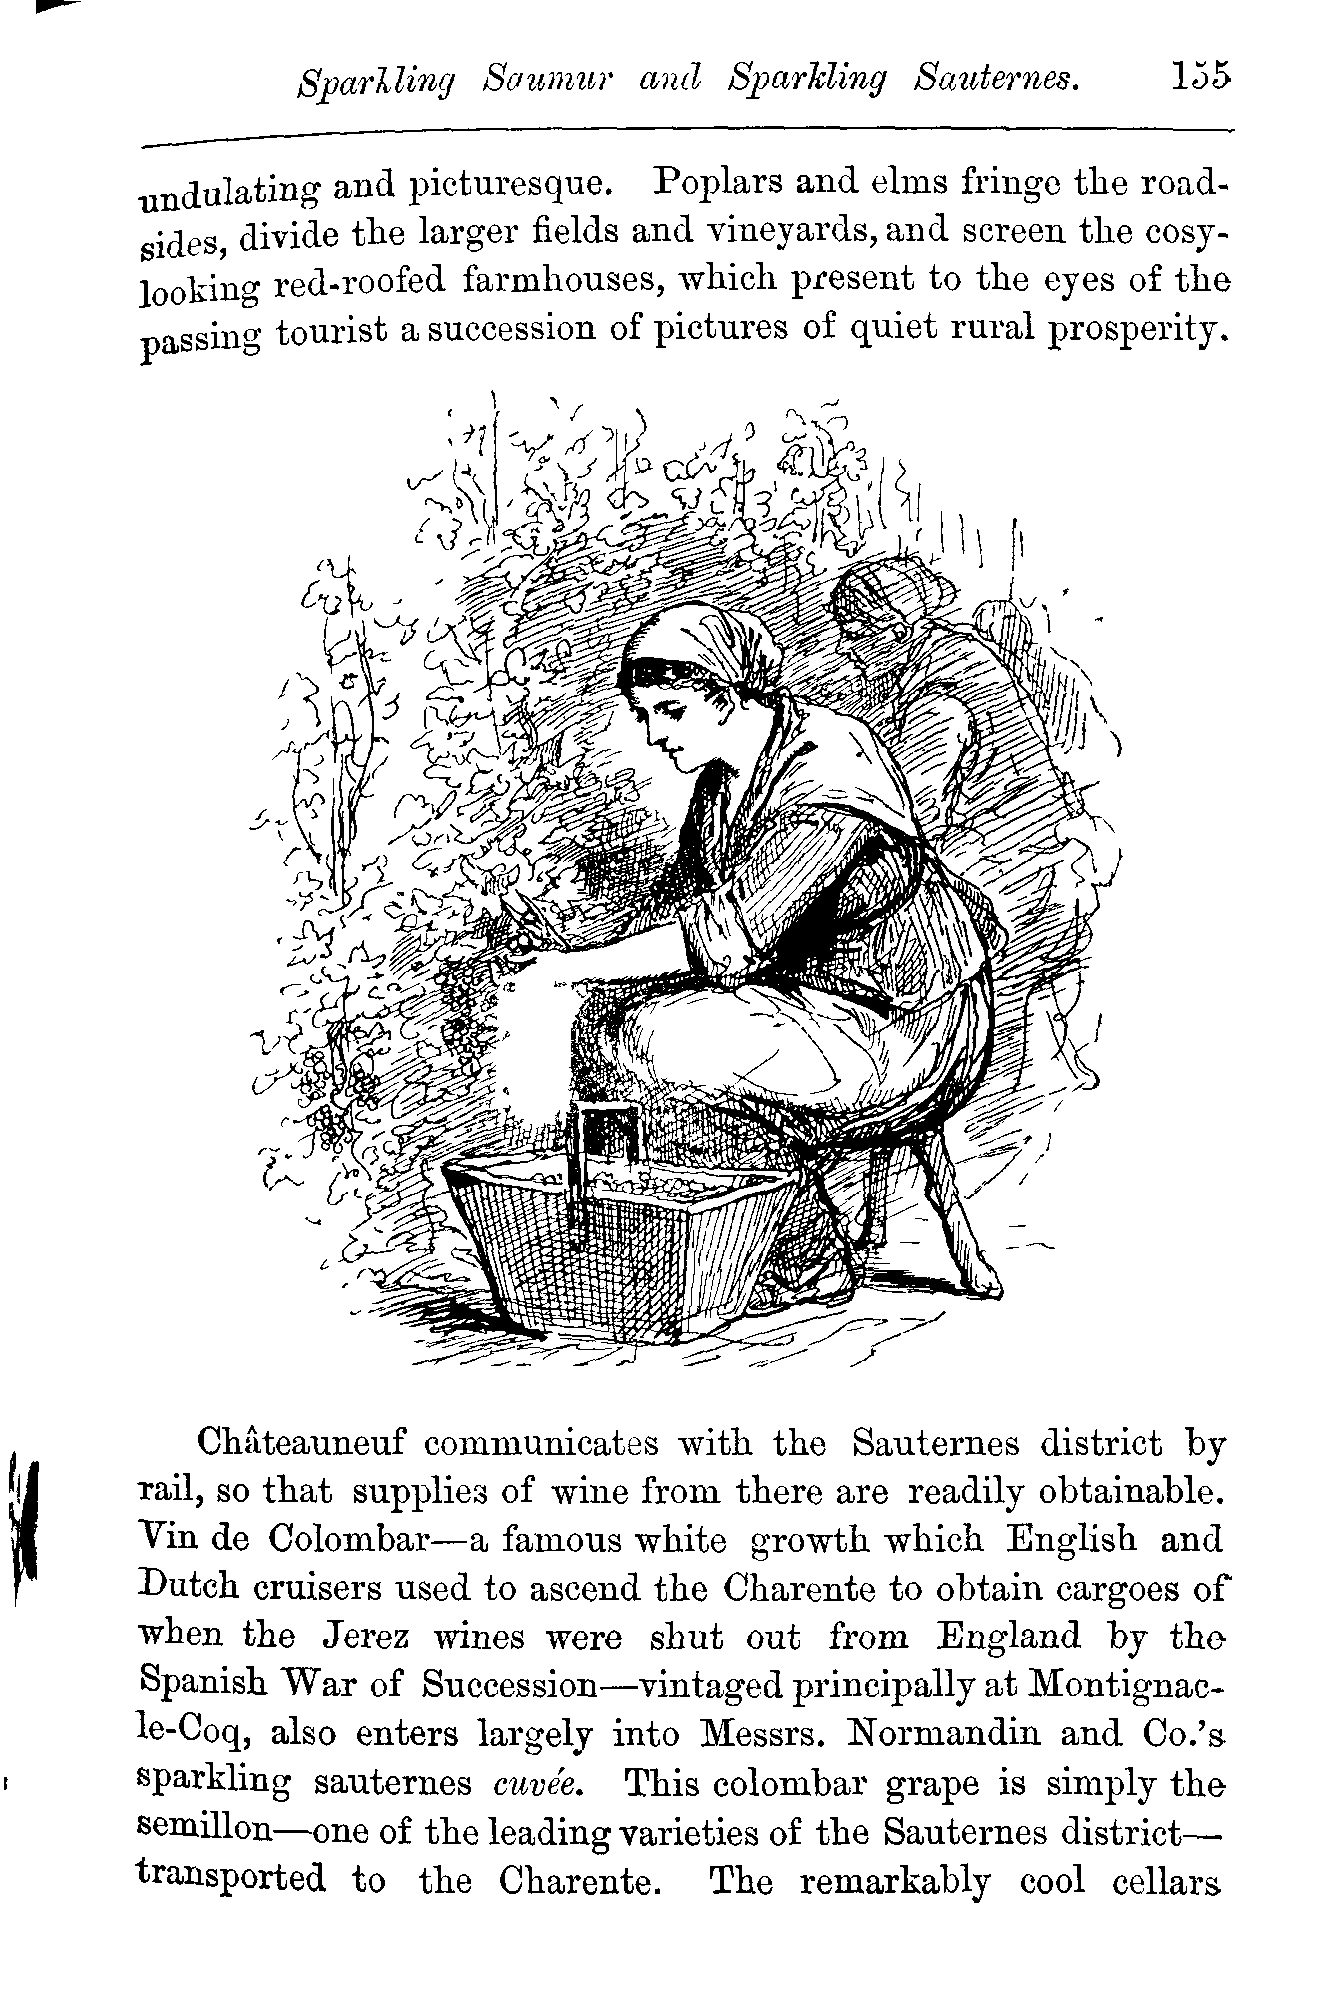 Sparkling Saumur and Sparkling Sauternes. 155
undulating and picturesque. Poplars and elms fringe the road-
sides, divide the larger fields and vineyards, and screen the cosy-
looking red-roofed farmhouses, which present to the eyes of the
passing tourist a succession of pictures of quiet rural prosperity.
Châteauneuf communicates with the Sauternes district by
rail, so that supplies of wine from there are readily obtainable.
Vin de Colombar—a famous white growth which English and
Dutch cruisers used to ascend the Charente to obtain cargoes of
when the Jerez wines were shut out from England by the
Spanish War of Succession—vintaged principally at Montignac-
le-Coq, also enters largely into Messrs. Normandin and Co.’s
sparkling sauternes cuvée. This colombar grape is simply the
semillon—one of the leading varieties of the Sauternes district—
transported to the Charente. The remarkably cool cellars